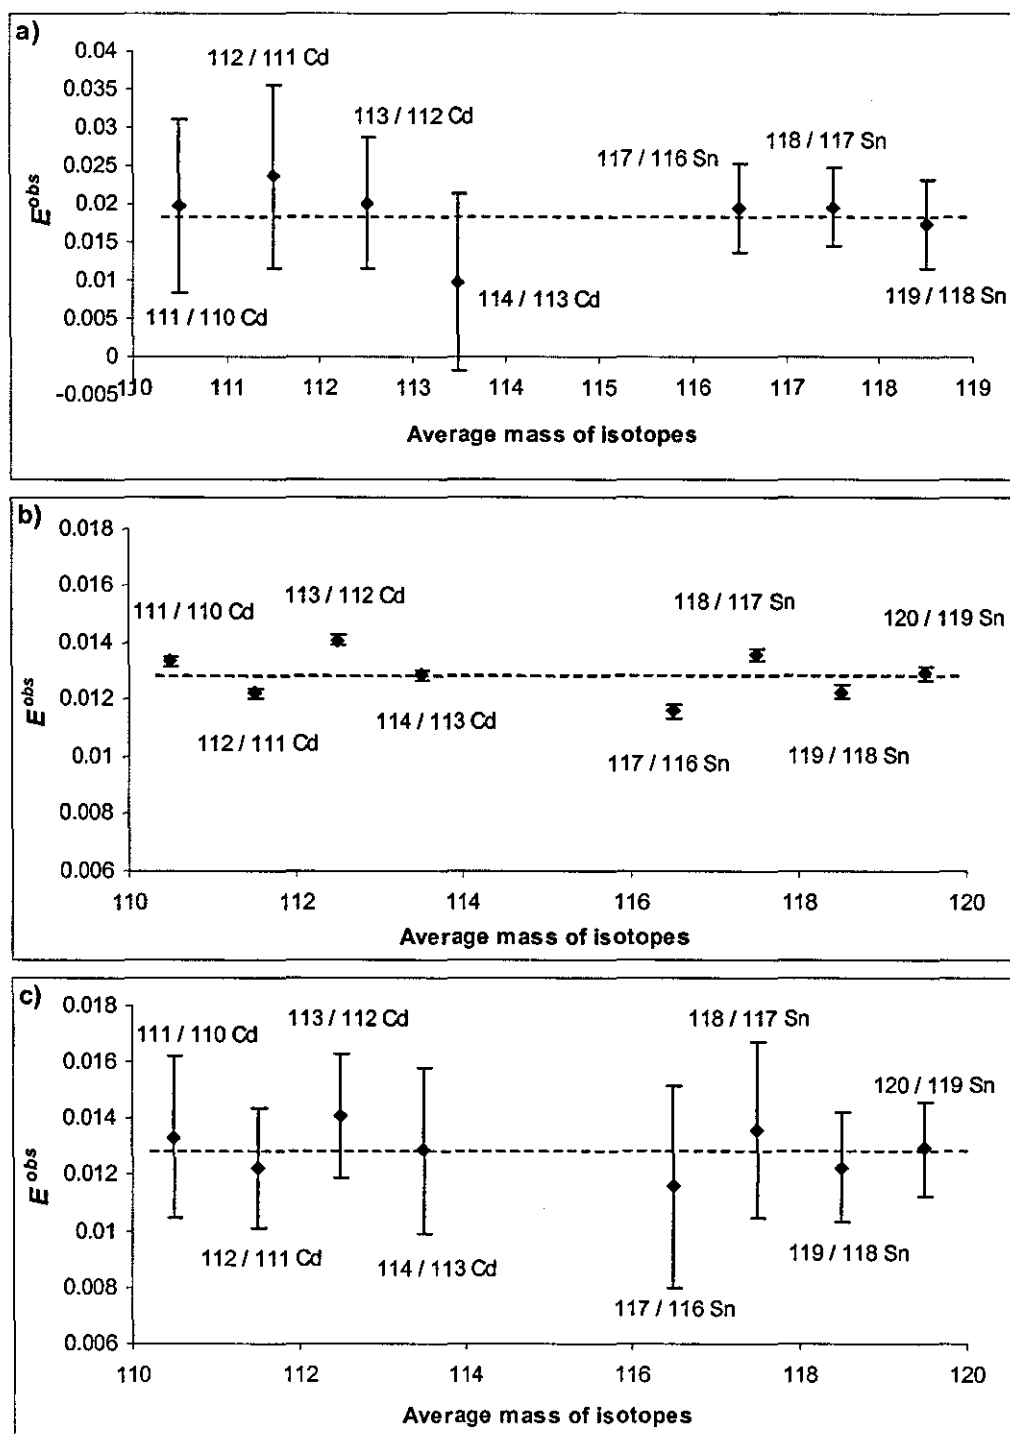 a)
0.04
112 / 111 Cd
0.035
113 / 112 Cd
0.03
117 / 116 Sn
118 / 117 Sn
0.025
0.02
0.015
0.01
0.005
0
-0.005
E^obs
111 / 110 Cd
114 / 113 Cd
119 / 118 Sn
110 111 112 113 114 115 116 117 118 119
Average mass of isotopes
b)
0.018
0.016
0.014
0.012
0.01
0.008
0.006
E^obs
111 / 110 Cd
113 / 112 Cd
118 / 117 Sn
120 / 119 Sn
112 / 111 Cd
114 / 113 Cd
117 / 116 Sn
119 / 118 Sn
110 112 114 116 118 120
Average mass of isotopes
c)
0.018
0.016
0.014
0.012
0.01
0.008
0.006
E^obs
111 / 110 Cd
113 / 112 Cd
118 / 117 Sn
120 / 119 Sn
112 / 111 Cd
114 / 113 Cd
117 / 116 Sn
119 / 118 Sn
110 112 114 116 118 120
Average mass of isotopes